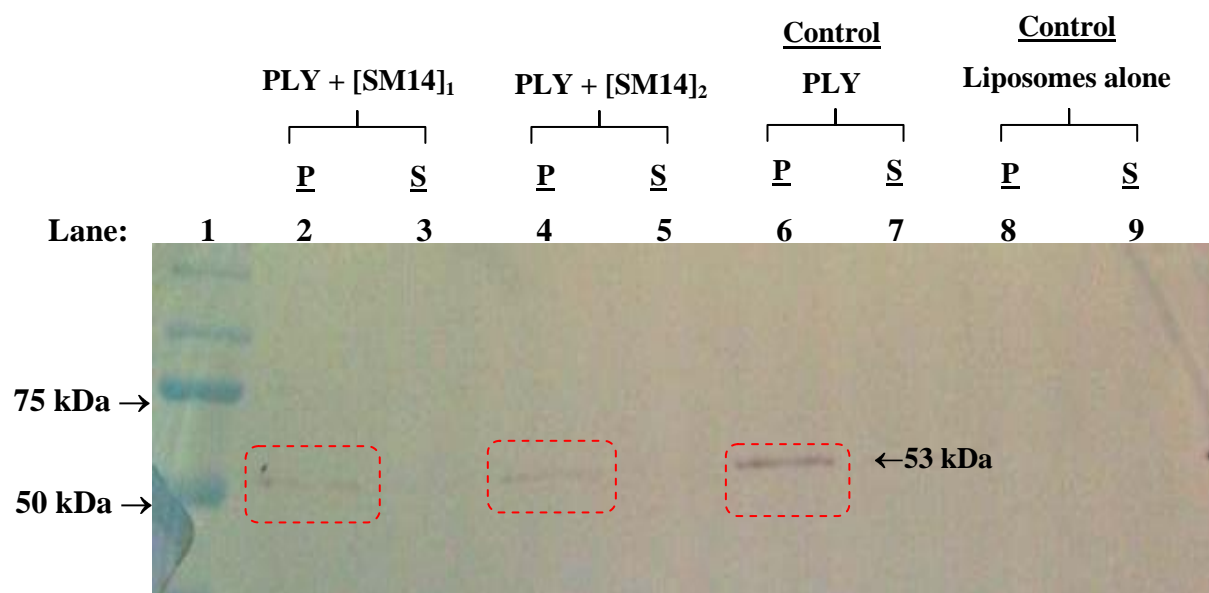 Control Control
PLY + [SM14]₁ PLY + [SM14]₂ PLY Liposomes alone
P S P S P S P S
Lane: 1 2 3 4 5 6 7 8 9
75 kDa →
←53 kDa
50 kDa →